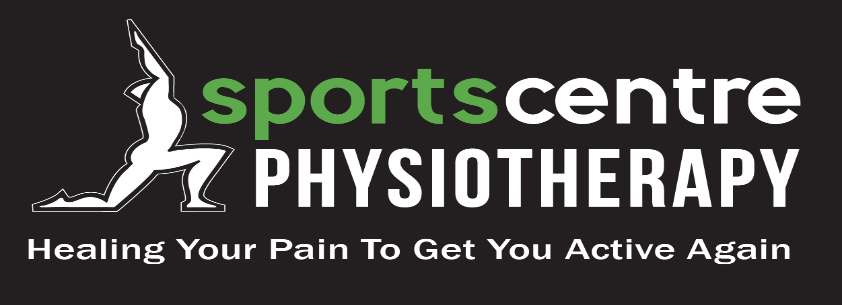 sportscentre
PHYSIOTHERAPY
Healing Your Pain To Get You Active Again